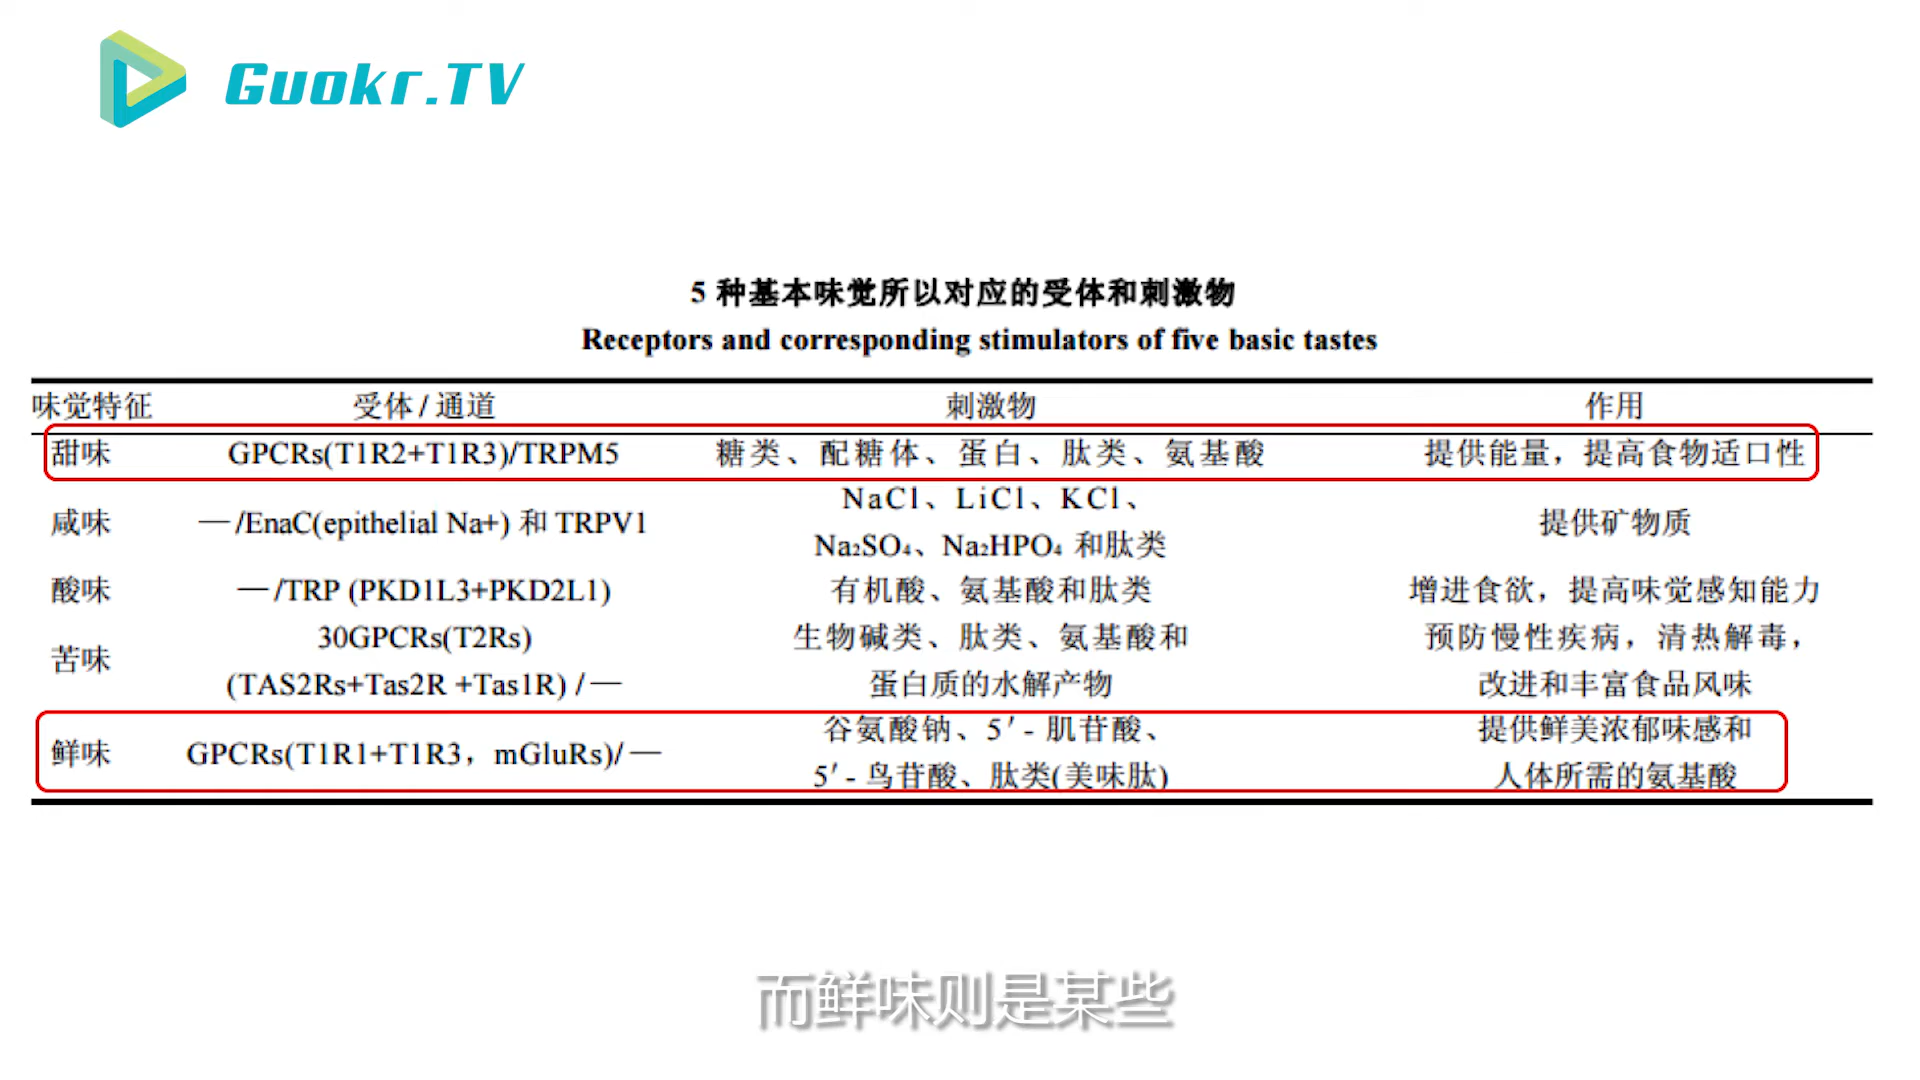 Guokr.TV
5 种基本味觉所以对应的受体和刺激物
Receptors and corresponding stimulators of five basic tastes
味觉特征 受体 / 通道 刺激物 作用
甜味 GPCRs(T1R2+T1R3)/TRPM5 糖类、配糖体、蛋白、肽类、氨基酸 提供能量，提高食物适口性
咸味 — /EnaC(epithelial Na+) 和 TRPV1 NaCl、LiCl、KCl、 提供矿物质
Na₂SO₄、Na₂HPO₄ 和肽类
酸味 — /TRP (PKD1L3+PKD2L1) 有机酸、氨基酸和肽类 增进食欲，提高味觉感知能力
苦味 30GPCRs(T2Rs) 生物碱类、肽类、氨基酸和 预防慢性疾病，清热解毒，
(TAS2Rs+Tas2R +Tas1R) / — 蛋白质的水解产物 改进和丰富食品风味
鲜味 GPCRs(T1R1+T1R3，mGluRs)/ — 谷氨酸钠、5′ - 肌苷酸、 提供鲜美浓郁味感和
5′ - 鸟苷酸、肽类(美味肽) 人体所需的氨基酸
而鲜味则是某些